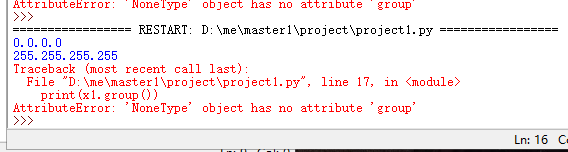 AttributeError: 'NoneType' object has no attribute 'group'
>>>
================= RESTART: D:\me\master1\project\project1.py =================
0.0.0.0
255.255.255.255
Traceback (most recent call last):
  File "D:\me\master1\project\project1.py", line 17, in <module>
    print(x1.group())
AttributeError: 'NoneType' object has no attribute 'group'
>>>
Ln: 16